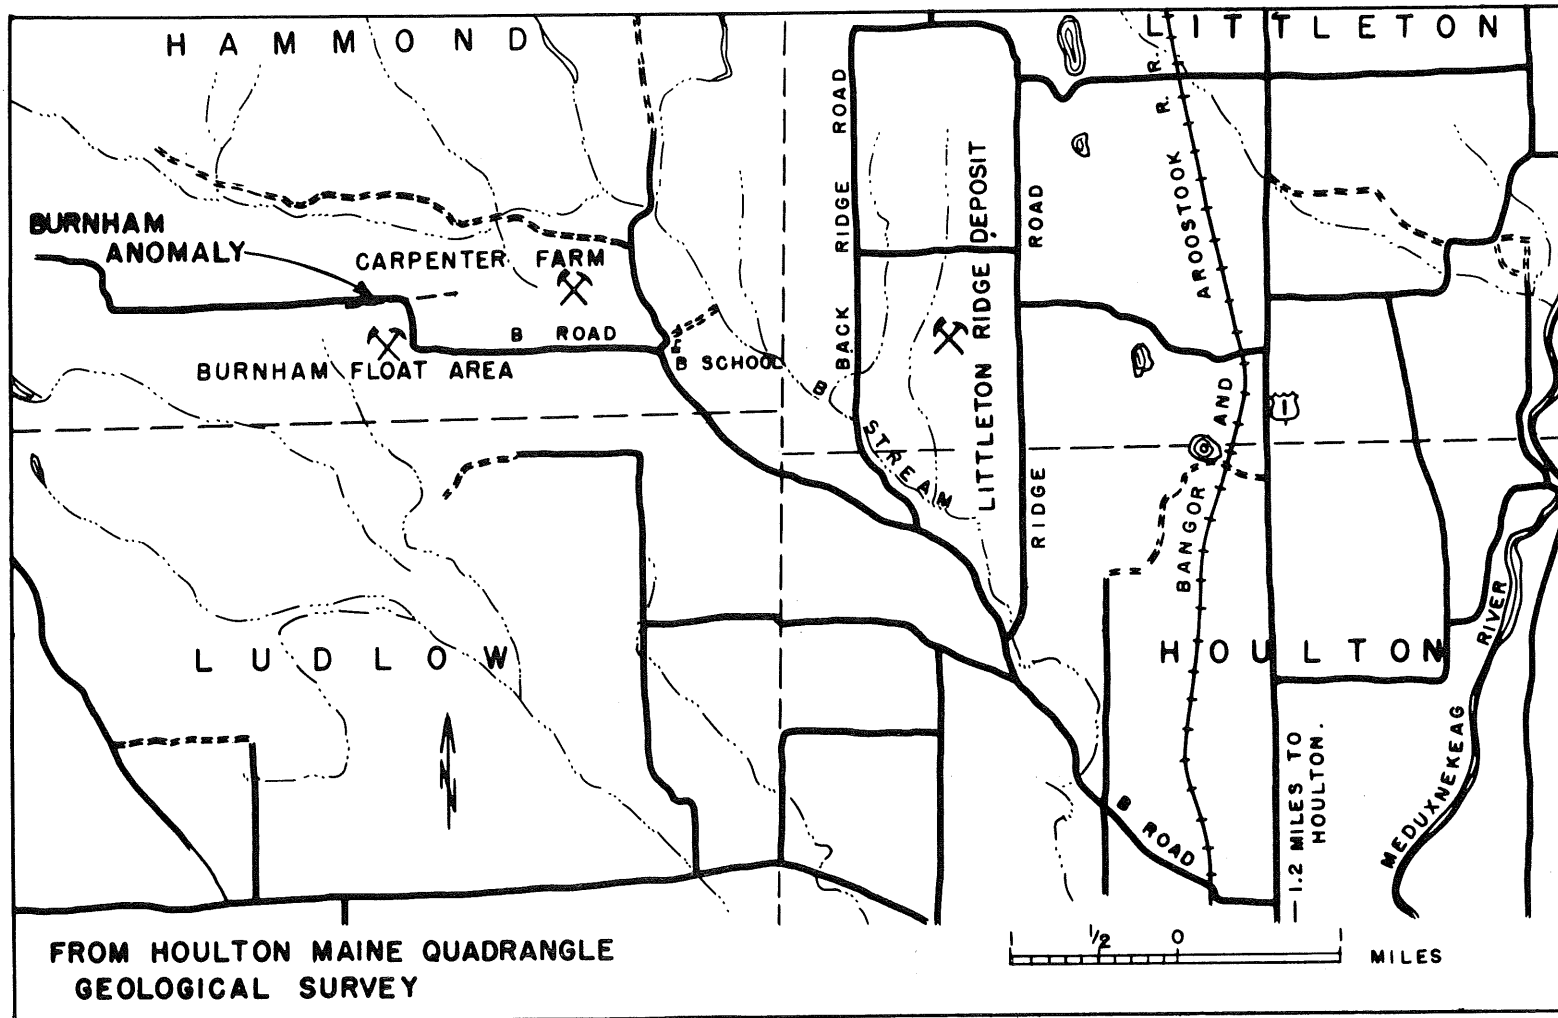 HAMMOND
LITTLETON
BURNHAM
ANOMALY
CARPENTER FARM
B ROAD
BURNHAM FLOAT AREA
B SCHOOL
BACK RIDGE ROAD
B STREAM
LITTLETON RIDGE DEPOSIT
RIDGE ROAD
BANGOR AND AROOSTOOK R. R.
1
LUDLOW
HOULTON
N
B ROAD
1.2 MILES TO
HOULTON.
MEDUXNEKEAG RIVER
1/2 0
MILES
FROM HOULTON MAINE QUADRANGLE
GEOLOGICAL SURVEY